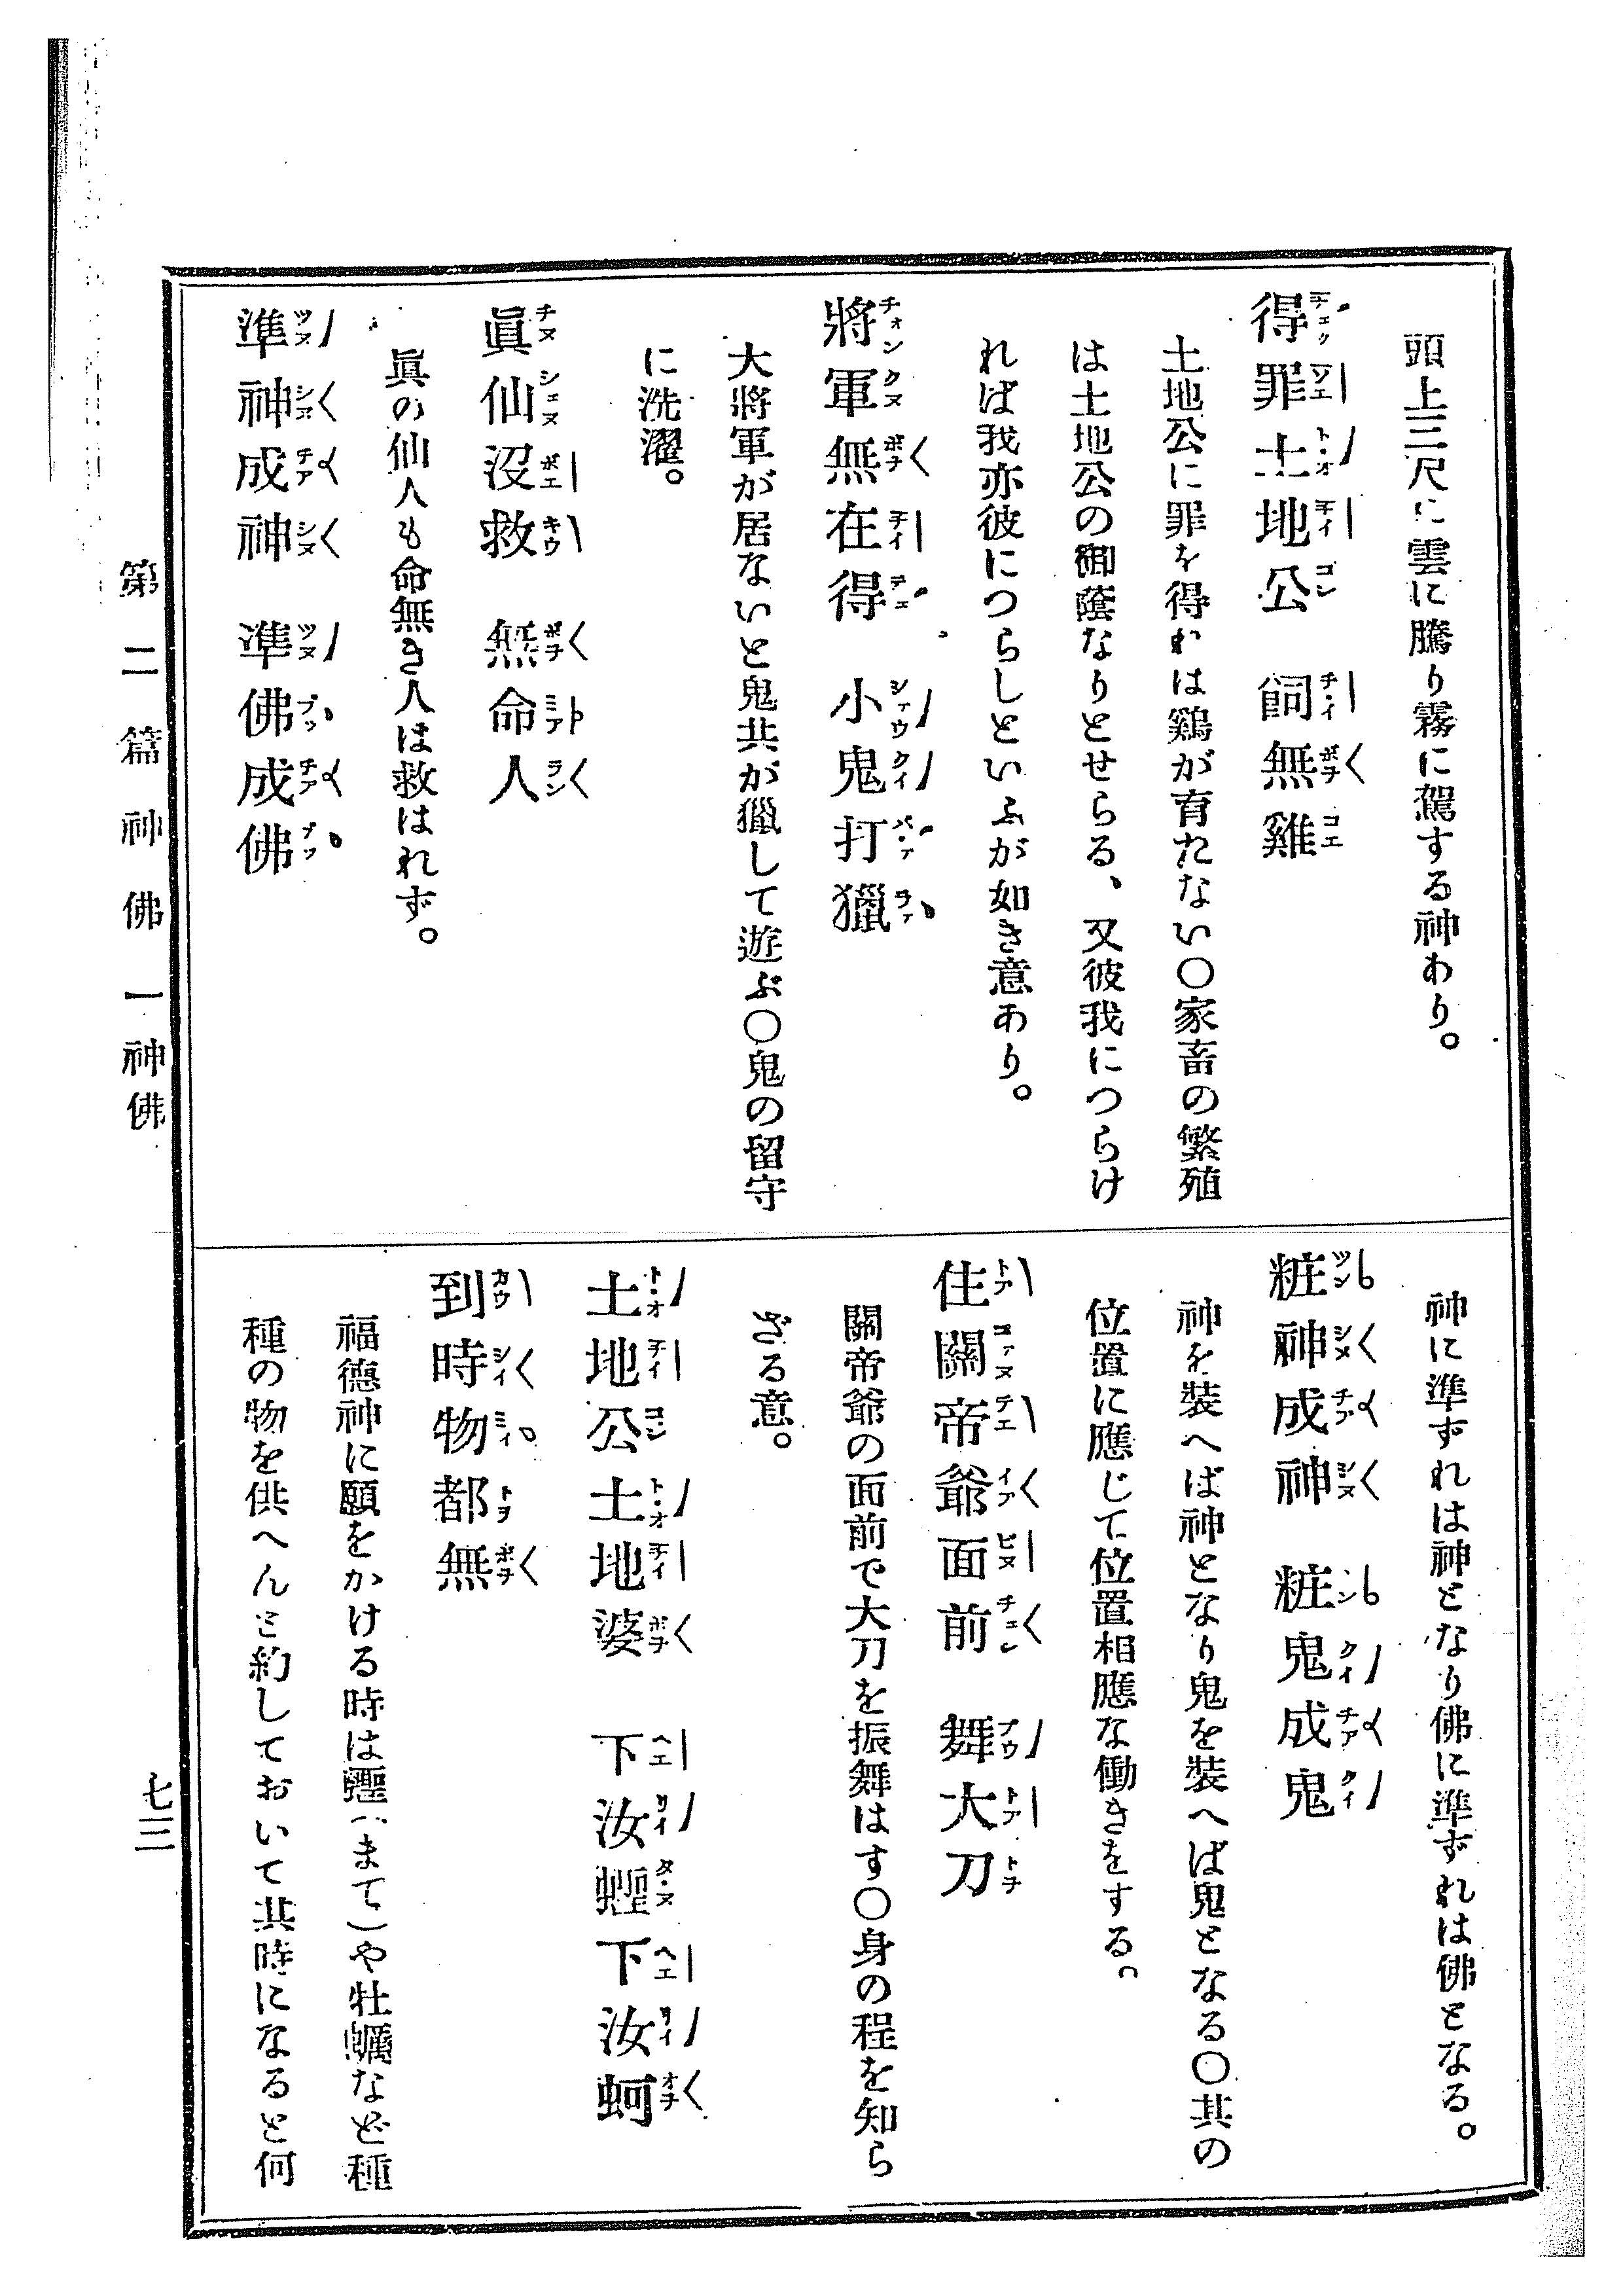 頭上三尺に雲に騰り霧に駕する神あり。
得罪土地公 飼無雞
土地公に罪を得れは鷄が育たない〇家畜の繁殖
は土地公の御蔭なりとせらる、又彼我につらけ
れば我亦彼につらしといふが如き意あり。
將軍無在得 小鬼打獵
大將軍が居ないと鬼共が獵して遊ぶ〇鬼の留守
に洗濯。
眞仙沒救 無命人
眞の仙人も命無き人は救はれず。
準神成神 準佛成佛
神に準ずれは神となり佛に準ずれは佛となる。
粧神成神 粧鬼成鬼
神を裝へば神となり鬼を裝へば鬼となる〇其の
位置に應じて位置相應な働きをする。
住關帝爺面前 舞大刀
關帝爺の面前で大刀を振舞はす〇身の程を知ら
ざる意。
土地公土地婆 下汝蟶下汝蚵
到時物都無
福德神に願をかける時は蟶(まて)や牡蠣など種
種の物を供へんと約しておいて其時になると何
第二篇 神佛 一神佛
七三